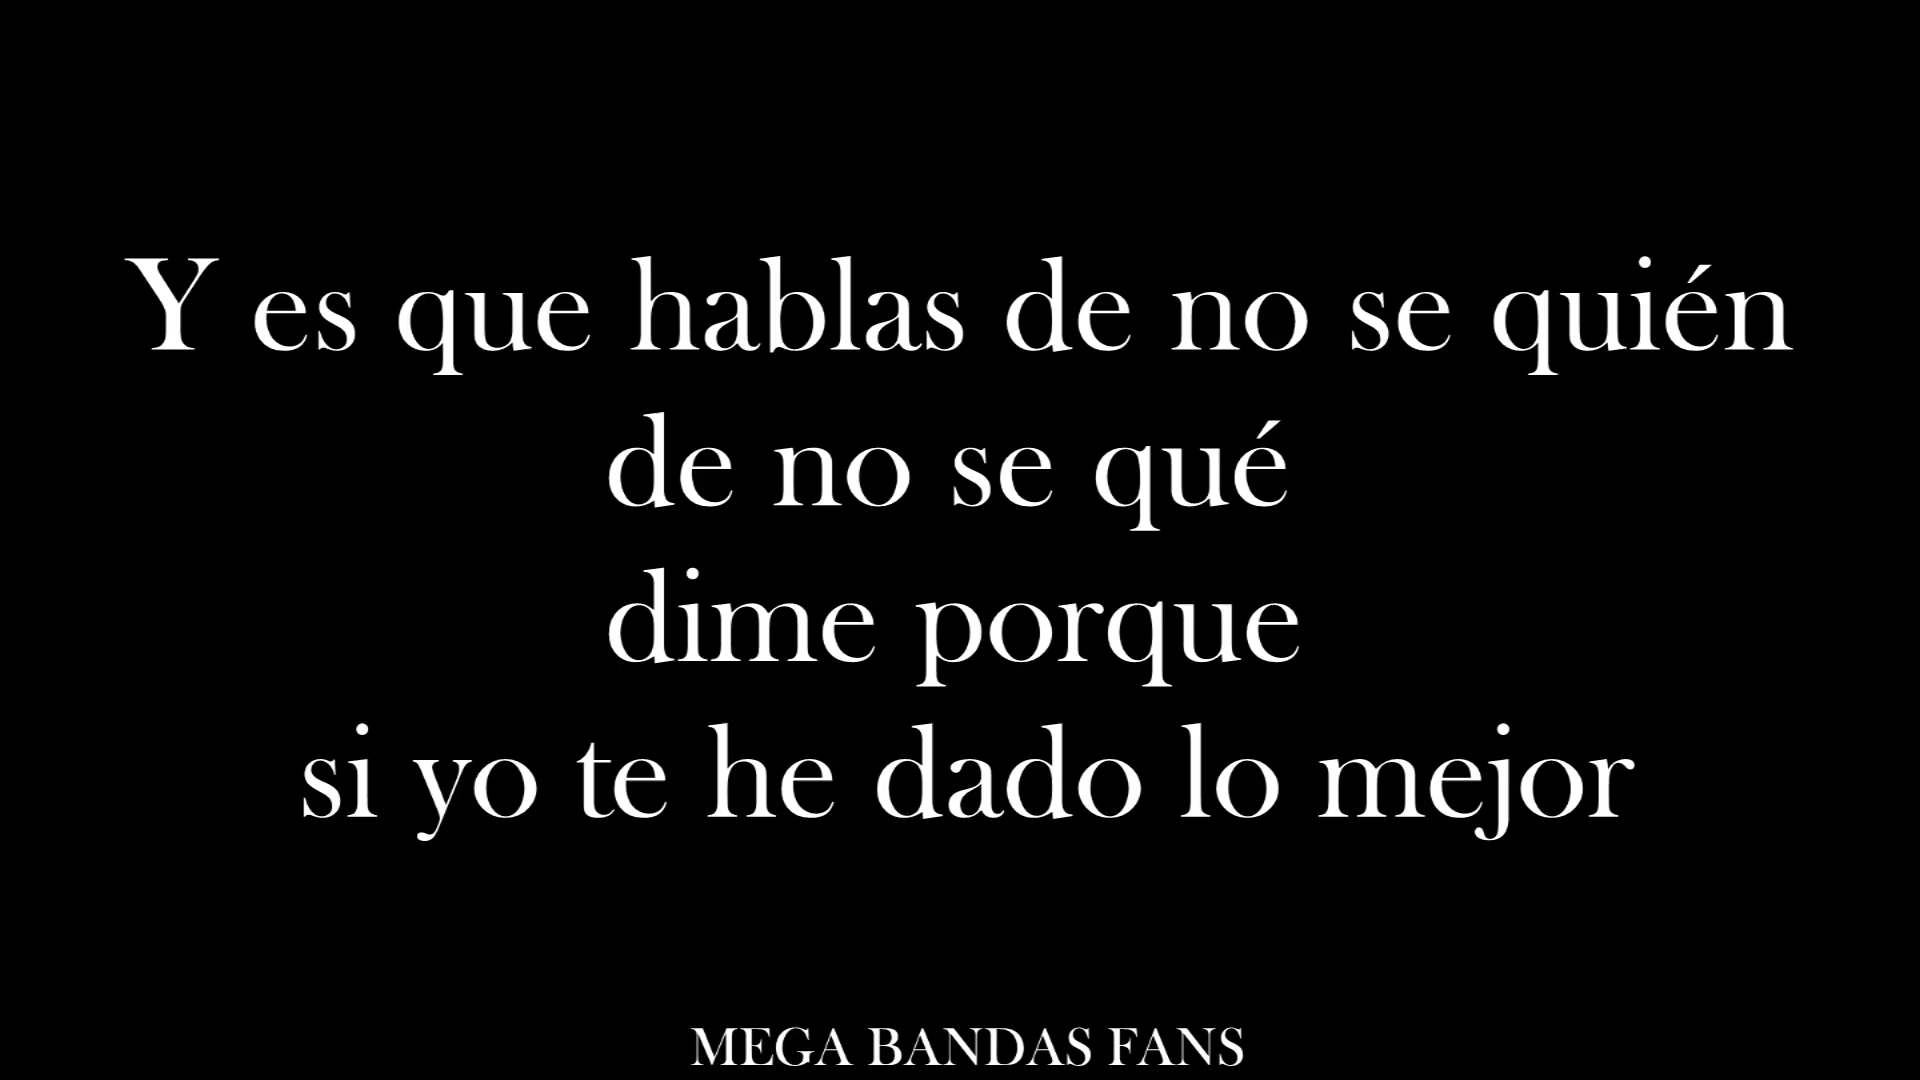 Y es que hablas de no se quién
de no se qué
dime porque
si yo te he dado lo mejor
MEGA BANDAS FANS